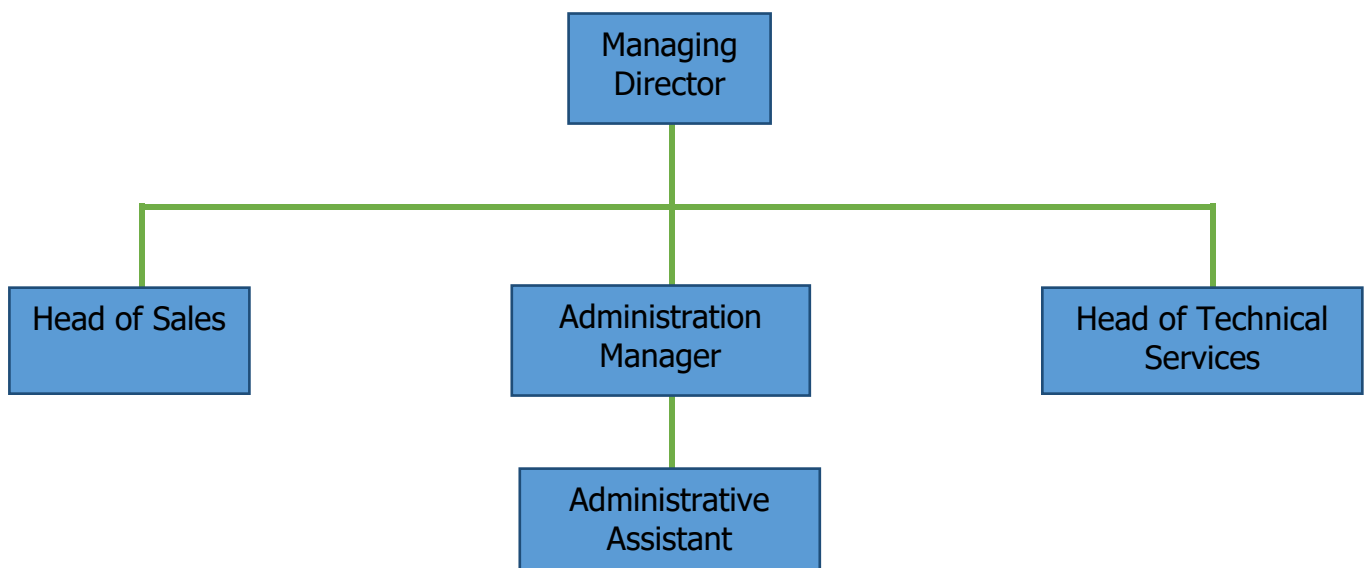 Managing
Director
Head of Sales
Administration
Manager
Head of Technical
Services
Administrative
Assistant